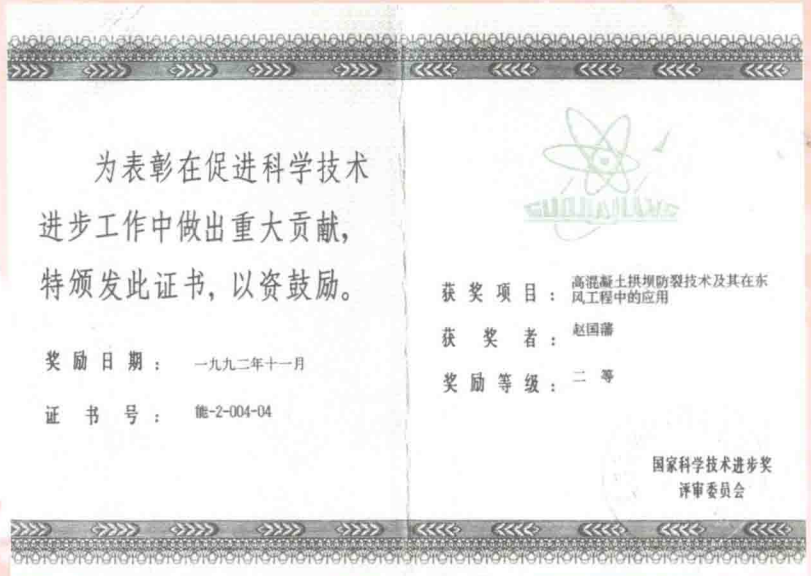 为表彰在促进科学技术
进步工作中做出重大贡献，
特颁发此证书，以资鼓励。
奖励日期： 一九九二年十一月
证书号： 能-2-004-04
GUOJIAJIANG
获奖项目： 高混凝土拱坝防裂技术及其在东
风工程中的应用
获奖者： 赵国藩
奖励等级： 二 等
国家科学技术进步奖
评审委员会